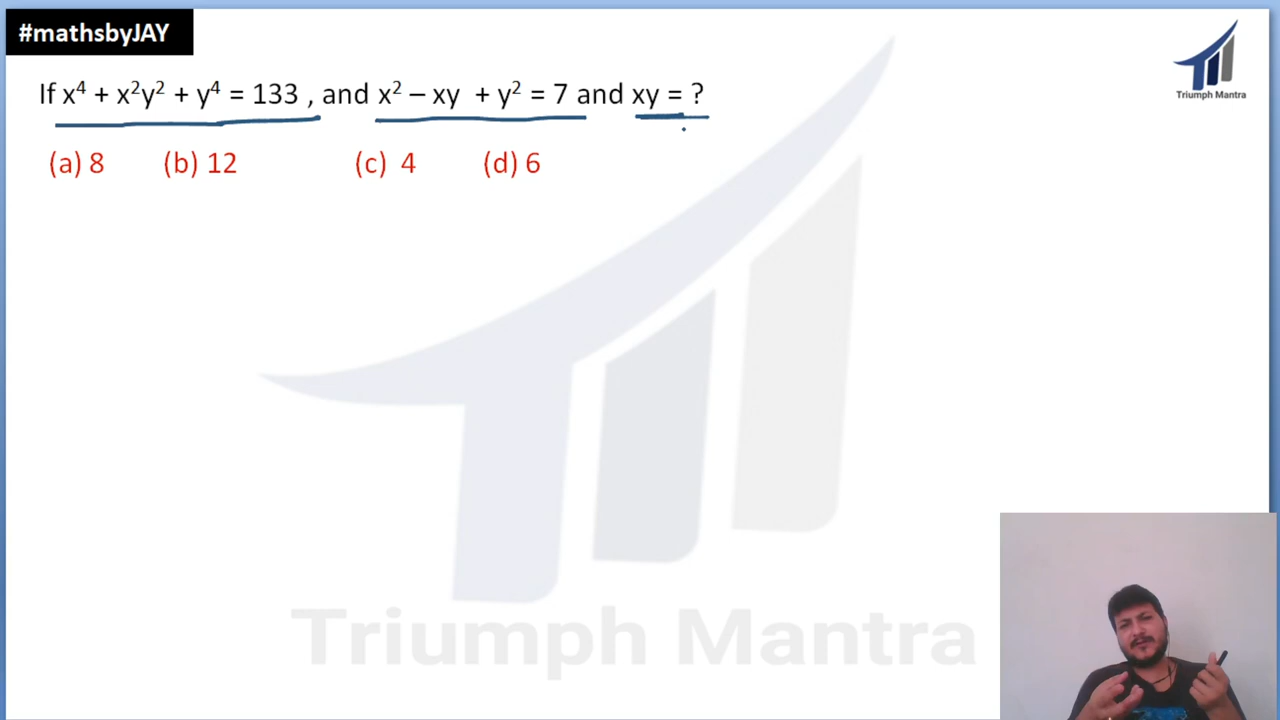 #mathsbyJAY
Triumph Mantra
If x⁴ + x²y² + y⁴ = 133 , and x² – xy + y² = 7 and xy = ?
(a) 8 (b) 12 (c) 4 (d) 6
Triumph Mantra